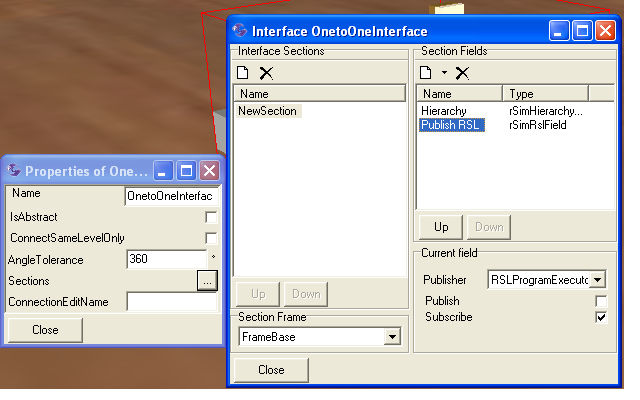 Interface OnetoOneInterface
Interface Sections
Name
NewSection
Up Down
Section Frame
FrameBase
Close
Section Fields
Name Type
Hierarchy rSimHierarchy...
Publish RSL rSimRslField
Up Down
Current field
Publisher RSLProgramExecuto
Publish
Subscribe
Properties of One...
Name OnetoOneInterfac
IsAbstract
ConnectSameLevelOnly
AngleTolerance 360 °
Sections ...
ConnectionEditName
Close